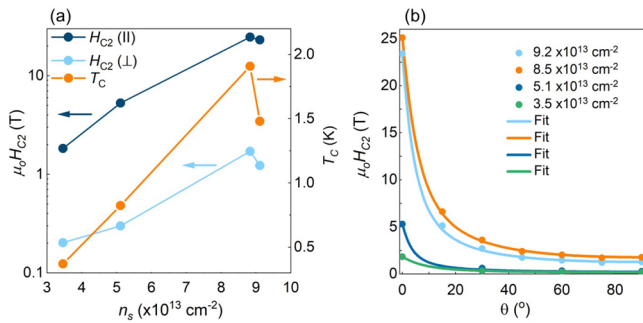 (a)
H_C2 (||)
H_C2 (⊥)
T_C
μ_oH_C2 (T)
10
1
0.1
3 4 5 6 7 8 9 10
n_s (x10^13 cm^-2)
2.0
1.5
1.0
0.5
T_C (K)
(b)
μ_oH_C2 (T)
25
20
15
10
5
0
0 20 40 60 80
θ (°)
9.2 x10^13 cm^-2
8.5 x10^13 cm^-2
5.1 x10^13 cm^-2
3.5 x10^13 cm^-2
Fit
Fit
Fit
Fit